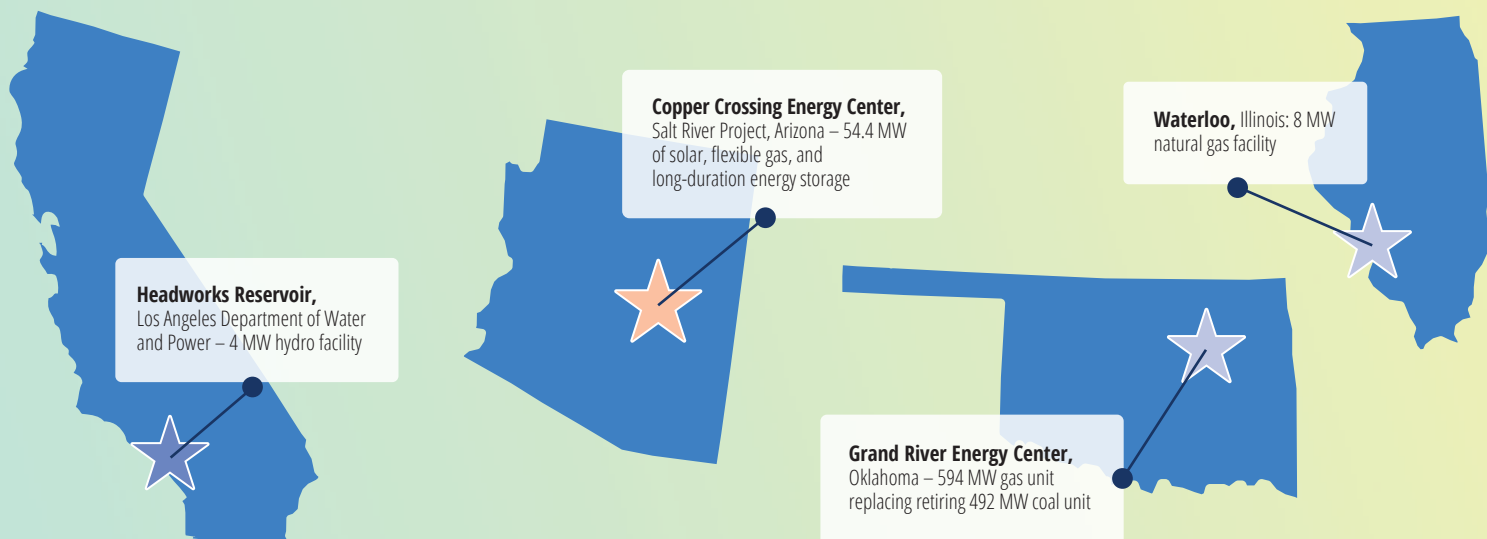 Headworks Reservoir,
Los Angeles Department of Water
and Power – 4 MW hydro facility
Copper Crossing Energy Center,
Salt River Project, Arizona – 54.4 MW
of solar, flexible gas, and
long-duration energy storage
Grand River Energy Center,
Oklahoma – 594 MW gas unit
replacing retiring 492 MW coal unit
Waterloo, Illinois: 8 MW
natural gas facility